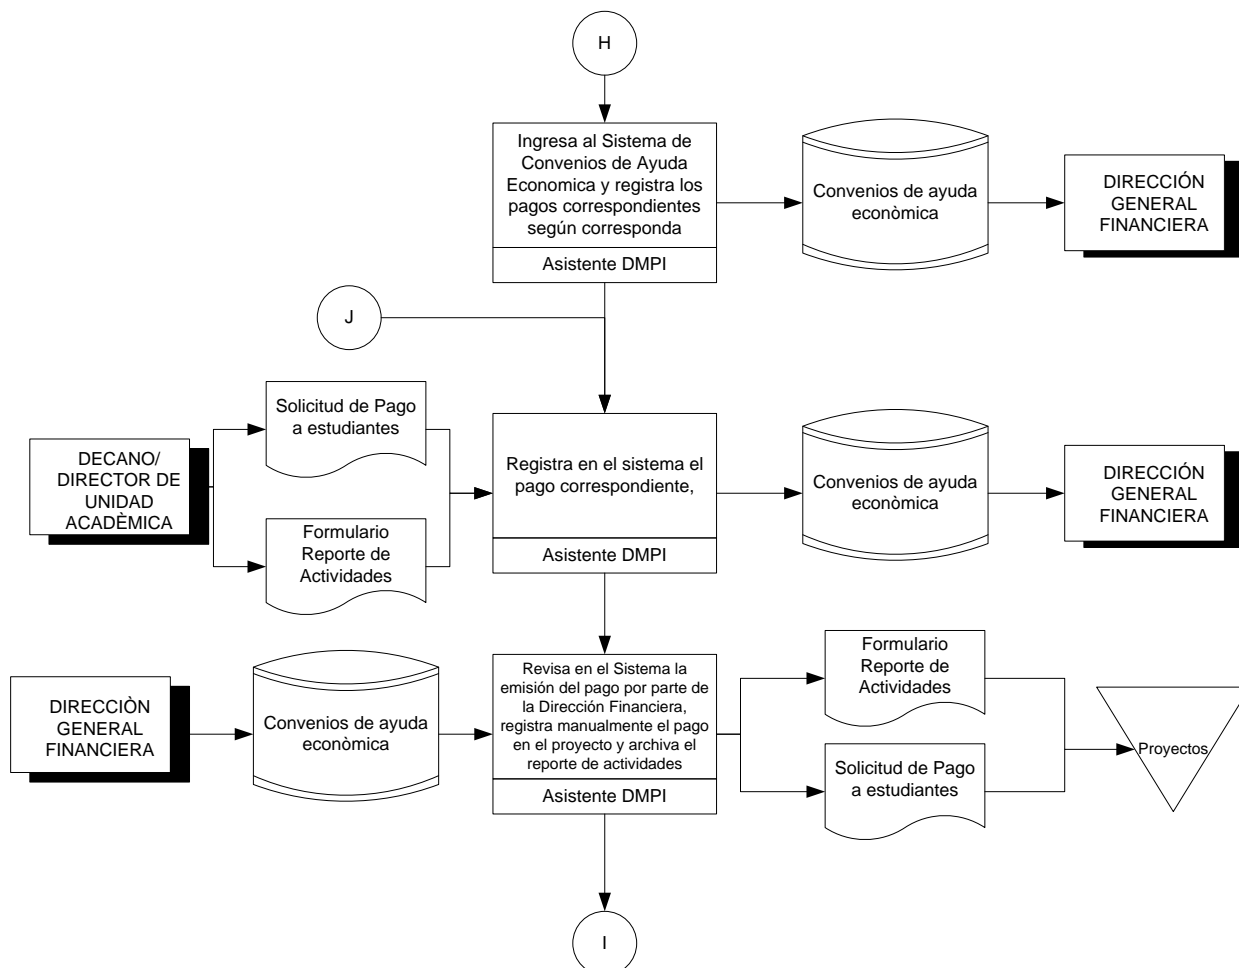 H
Ingresa al Sistema de
Convenios de Ayuda
Economica y registra los
pagos correspondientes
según corresponda
Asistente DMPI
Convenios de ayuda
econòmica
DIRECCIÓN
GENERAL
FINANCIERA
J
Solicitud de Pago
a estudiantes
DECANO/
DIRECTOR DE
UNIDAD
ACADÈMICA
Formulario
Reporte de
Actividades
Registra en el sistema el
pago correspondiente,
Asistente DMPI
Convenios de ayuda
econòmica
DIRECCIÓN
GENERAL
FINANCIERA
DIRECCIÒN
GENERAL
FINANCIERA
Convenios de ayuda
econòmica
Revisa en el Sistema la
emisión del pago por parte de
la Dirección Financiera,
registra manualmente el pago
en el proyecto y archiva el
reporte de actividades
Asistente DMPI
Formulario
Reporte de
Actividades
Solicitud de Pago
a estudiantes
Proyectos
I